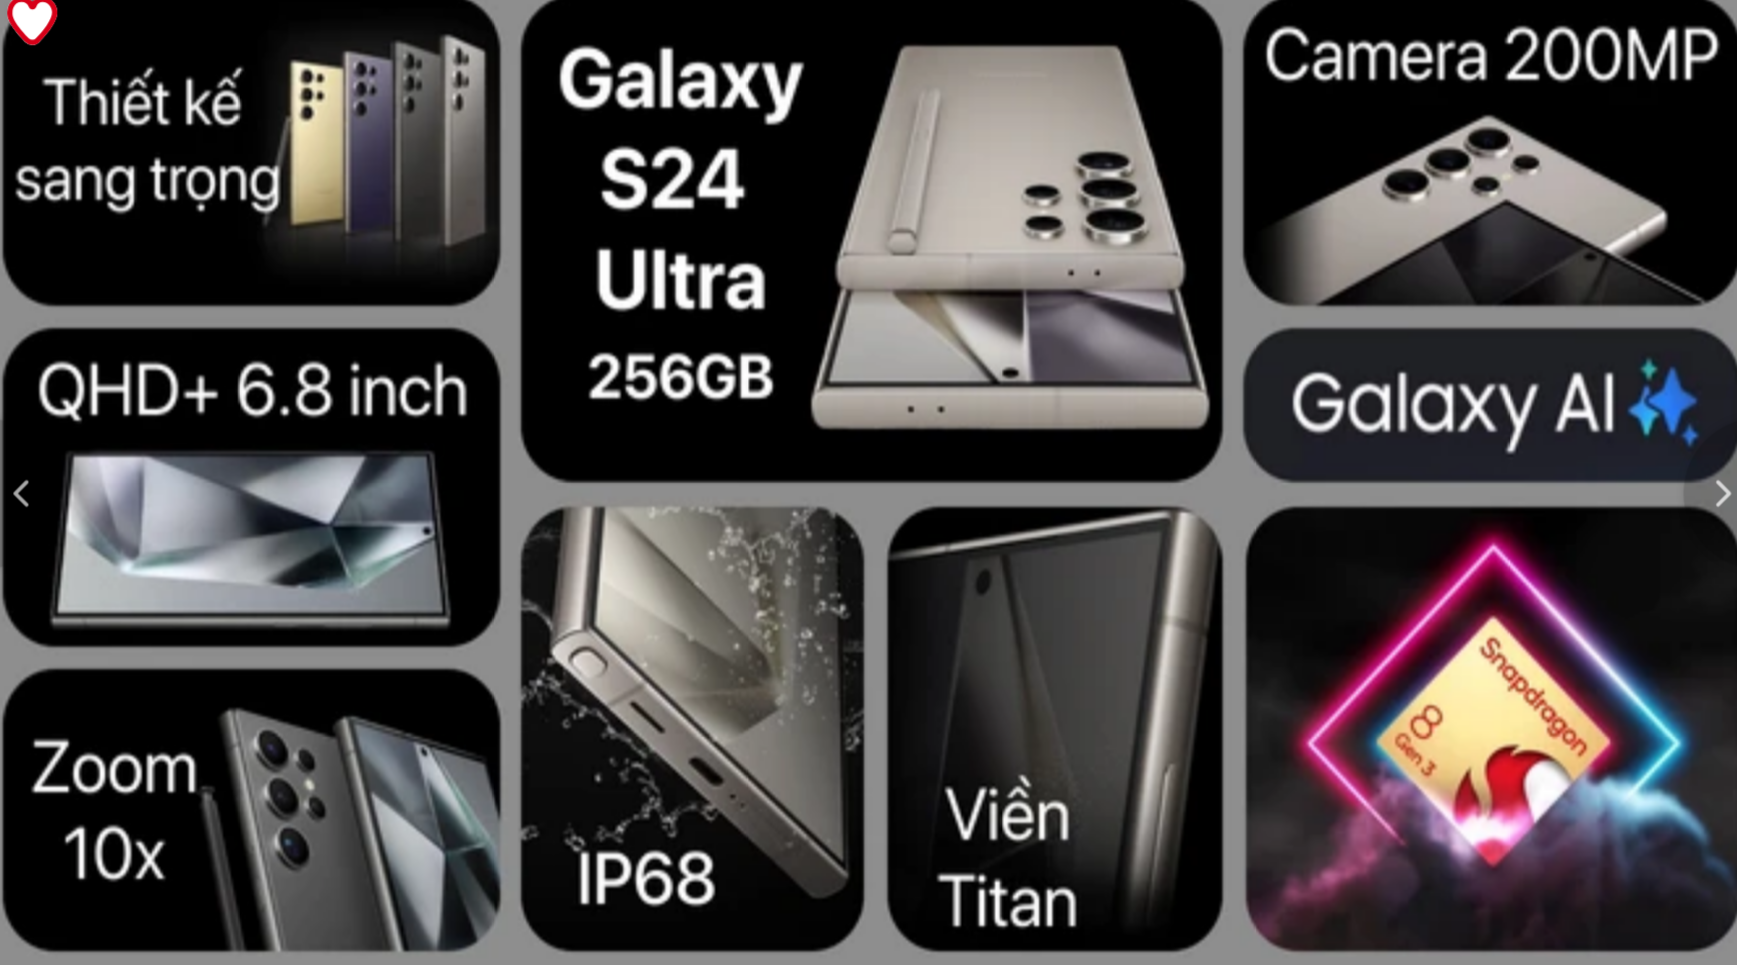 Thiết kế
sang trọng
Galaxy
S24
Ultra
256GB
Camera 200MP
QHD+ 6.8 inch
Galaxy AI
Zoom
10x
IP68
Viền
Titan
Snapdragon
8
Gen 3